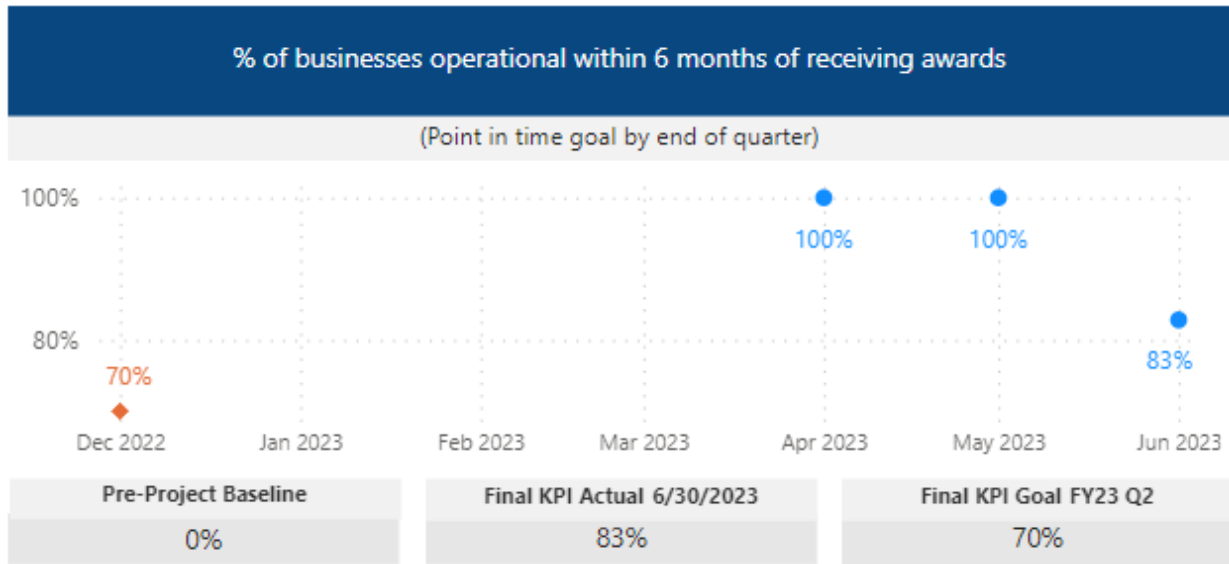 % of businesses operational within 6 months of receiving awards
(Point in time goal by end of quarter)
100%
100%
100%
80%
83%
70%
Dec 2022
Jan 2023
Feb 2023
Mar 2023
Apr 2023
May 2023
Jun 2023
Pre-Project Baseline
Final KPI Actual 6/30/2023
Final KPI Goal FY23 Q2
0%
83%
70%